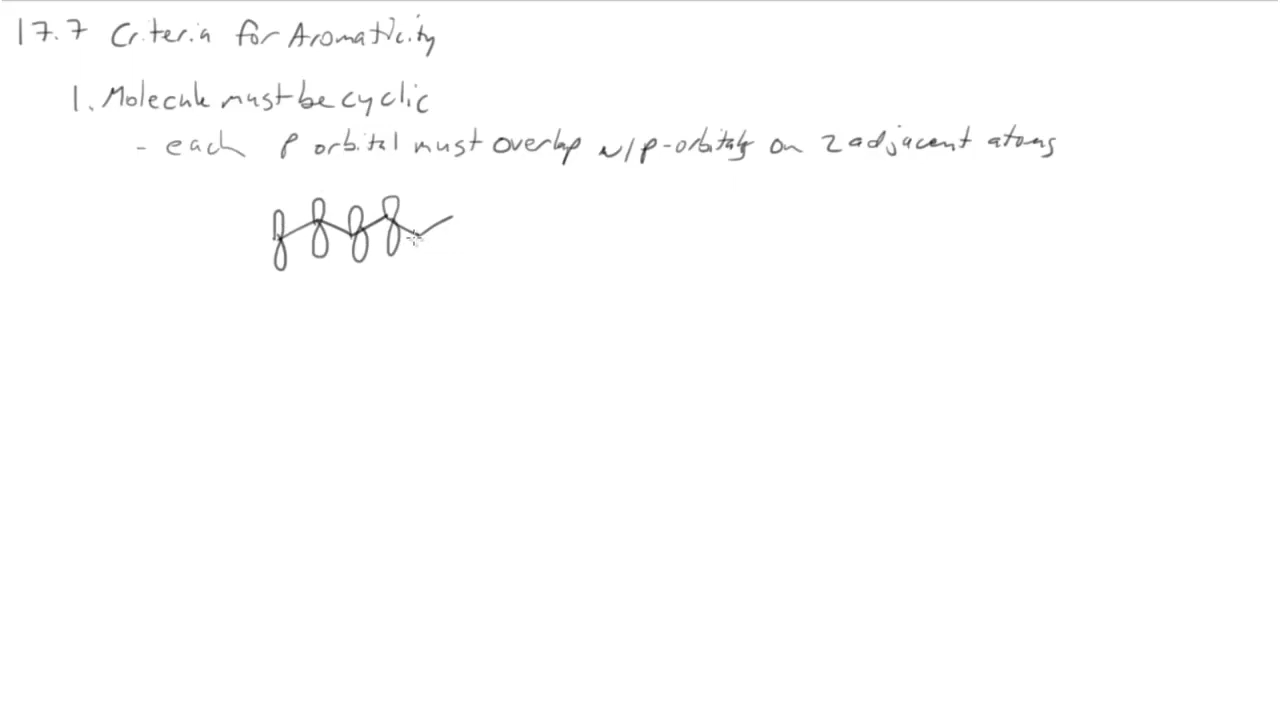 17.7 Criteria for Aromaticity
1. Molecule must be cyclic
- each p orbital must overlap w/p-orbitals on 2 adjacent atoms